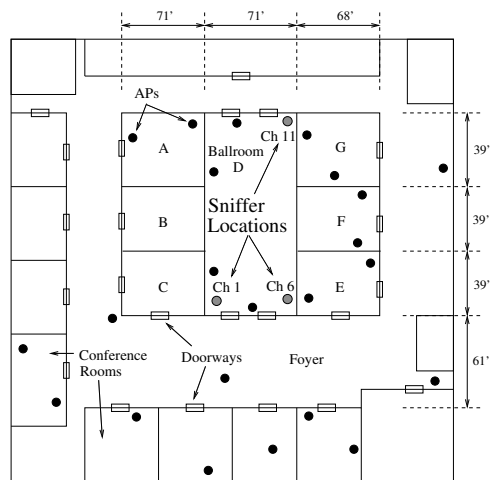 71' 71' 68'
APs
Ch 11
A
Ballroom
D
G
39'
Sniffer
Locations
B
F
39'
C
Ch 1
Ch 6
E
39'
Conference
Rooms
Doorways
Foyer
61'